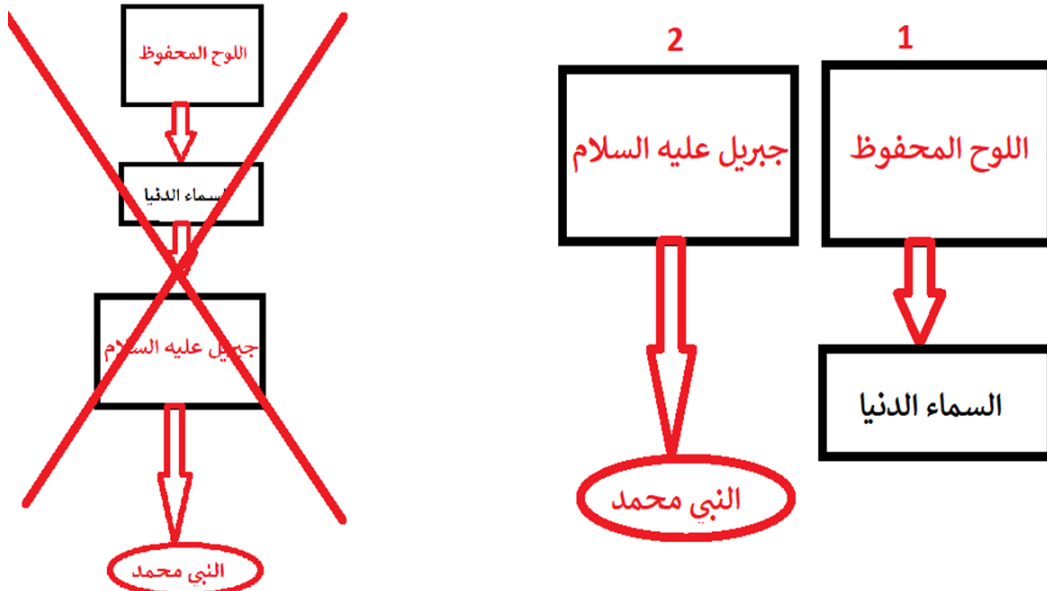 1
اللوح المحفوظ
السماء الدنيا
2
جبريل عليه السلام
النبي محمد
اللوح المحفوظ
السماء الدنيا
جبريل عليه السلام
النبي محمد